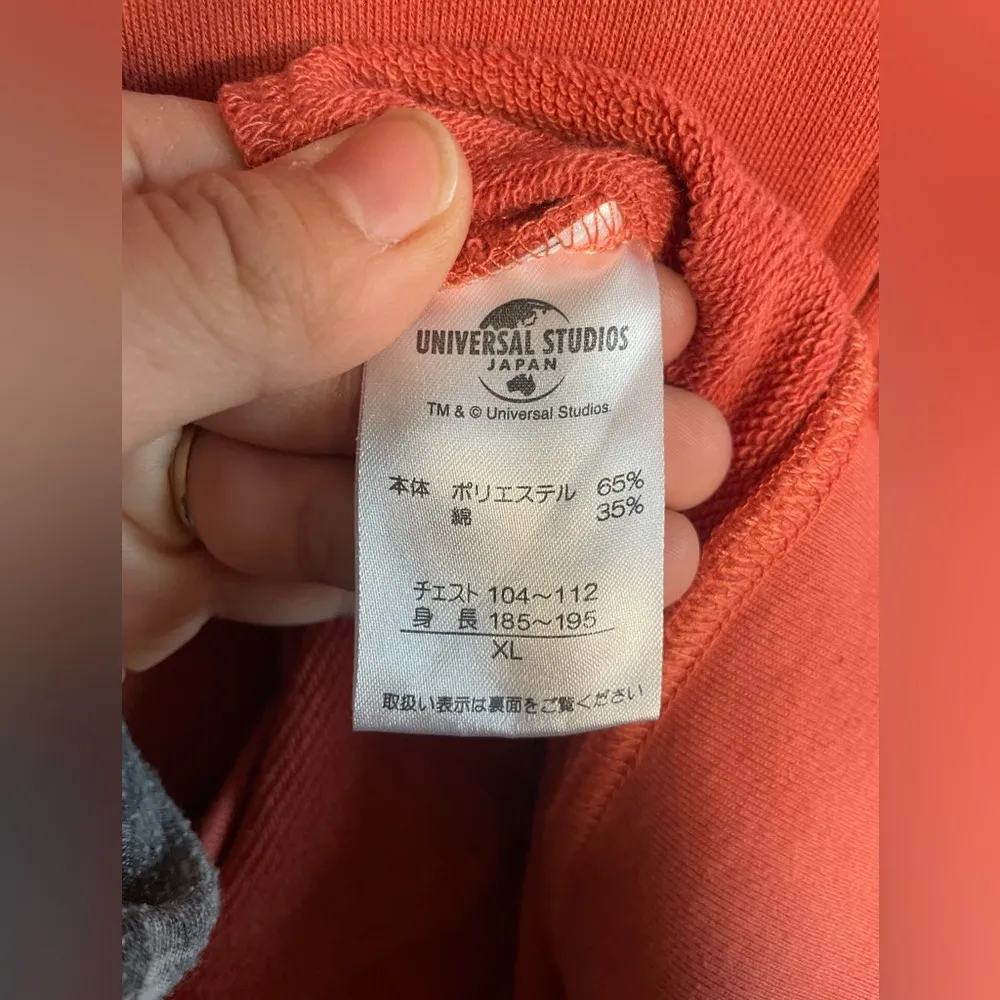 UNIVERSAL STUDIOS
JAPAN
TM & © Universal Studios.
本体 ポリエステル 65%
綿 35%
チェスト 104～112
身長 185～195
XL
取扱い表示は裏面をご覧ください